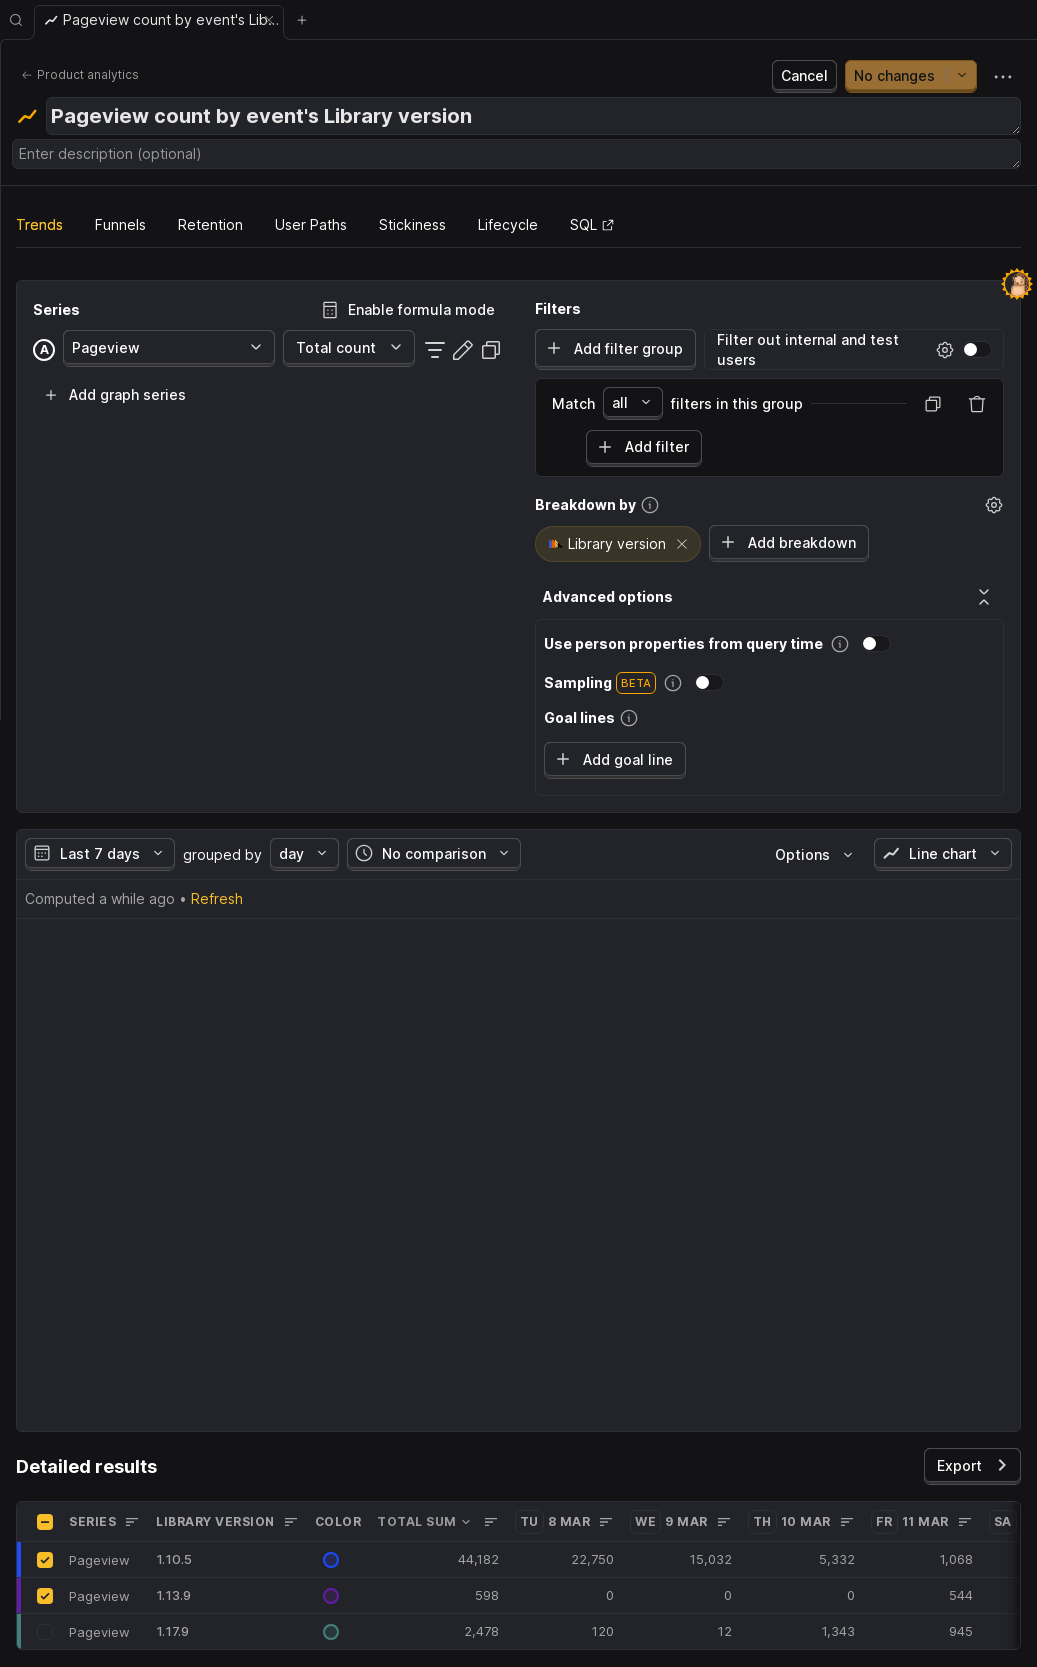 Pageview count by event's Lib...
Product analytics
Cancel
No changes
Pageview count by event's Library version
Enter description (optional)
Trends Funnels Retention User Paths Stickiness Lifecycle SQL
Series
Enable formula mode
A Pageview Total count
Add graph series
Filters
Add filter group
Filter out internal and test
users
Match all filters in this group
Add filter
Breakdown by
Library version
Add breakdown
Advanced options
Use person properties from query time
Sampling BETA
Goal lines
Add goal line
Last 7 days grouped by day No comparison Options Line chart
Computed a while ago • Refresh
Detailed results
Export
SERIES LIBRARY VERSION COLOR TOTAL SUM TU 8 MAR WE 9 MAR TH 10 MAR FR 11 MAR SA
Pageview 1.10.5 44,182 22,750 15,032 5,332 1,068
Pageview 1.13.9 598 0 0 0 544
Pageview 1.17.9 2,478 120 12 1,343 945